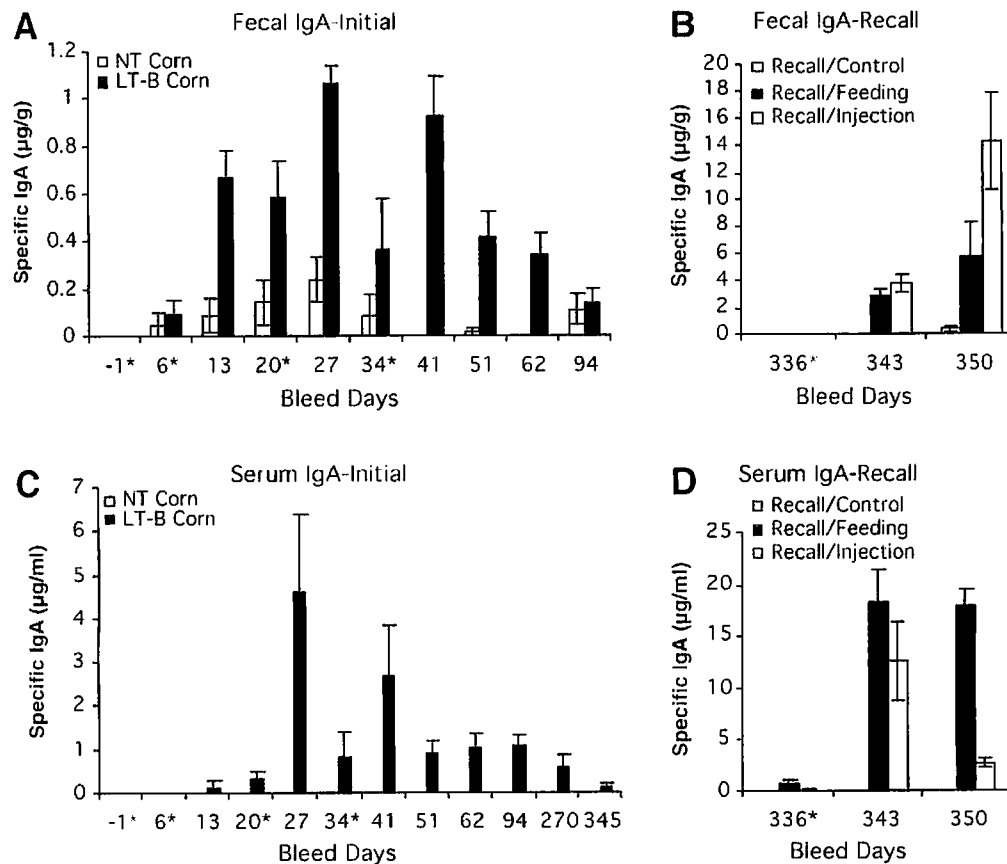 A
Fecal IgA-Initial
NT Corn
LT-B Corn
Specific IgA (µg/g)
1.2
1
0.8
0.6
0.4
0.2
0
-1* 6* 13 20* 27 34* 41 51 62 94
Bleed Days
B
Fecal IgA-Recall
Recall/Control
Recall/Feeding
Recall/Injection
Specific IgA (µg/g)
20
18
16
14
12
10
8
6
4
2
0
336* 343 350
Bleed Days
C
Serum IgA-Initial
NT Corn
LT-B Corn
Specific IgA (µg/ml)
7
6
5
4
3
2
1
0
-1* 6* 13 20* 27 34* 41 51 62 94 270 345
Bleed Days
D
Serum IgA-Recall
Recall/Control
Recall/Feeding
Recall/Injection
Specific IgA (µg/ml)
25
20
15
10
5
0
336* 343 350
Bleed Days